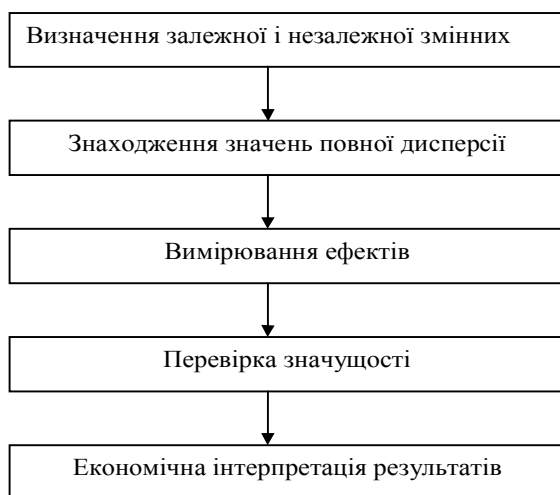 Визначення залежної і незалежної змінних
Знаходження значень повної дисперсії
Вимірювання ефектів
Перевірка значущості
Економічна інтерпретація результатів